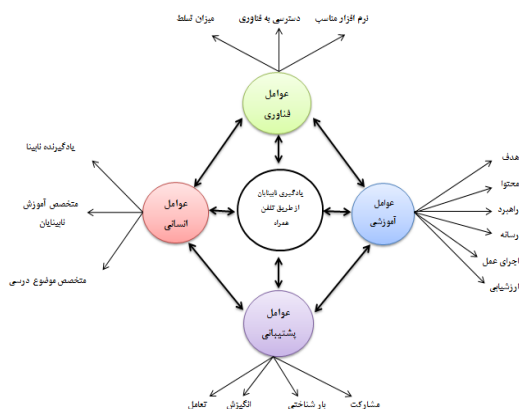 نرم افزار مناسب
دسترسی به فناوری
میزان تسلط
عوامل
فناوری
یادگیرنده نابینا
متخصص آموزش
نابینایان
متخصص موضوع درسی
عوامل
انسانی
یادگیری نابینایان
از طریق تلفن
همراه
عوامل
آموزشی
هدف
محتوا
راهبرد
رسانه
اجرای عمل
ارزشیابی
عوامل
پشتیبانی
مشارکت
بار شناختی
انگیزش
تعامل